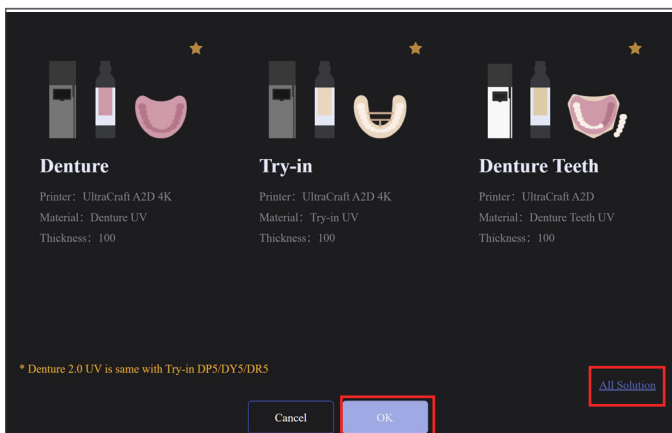 Denture
Printer： UltraCraft A2D 4K
Material： Denture UV
Thickness： 100
Try-in
Printer： UltraCraft A2D 4K
Material： Try-in UV
Thickness： 100
Denture Teeth
Printer： UltraCraft A2D
Material： Denture Teeth UV
Thickness： 100
* Denture 2.0 UV is same with Try-in DP5/DY5/DR5
All Solution
Cancel
OK